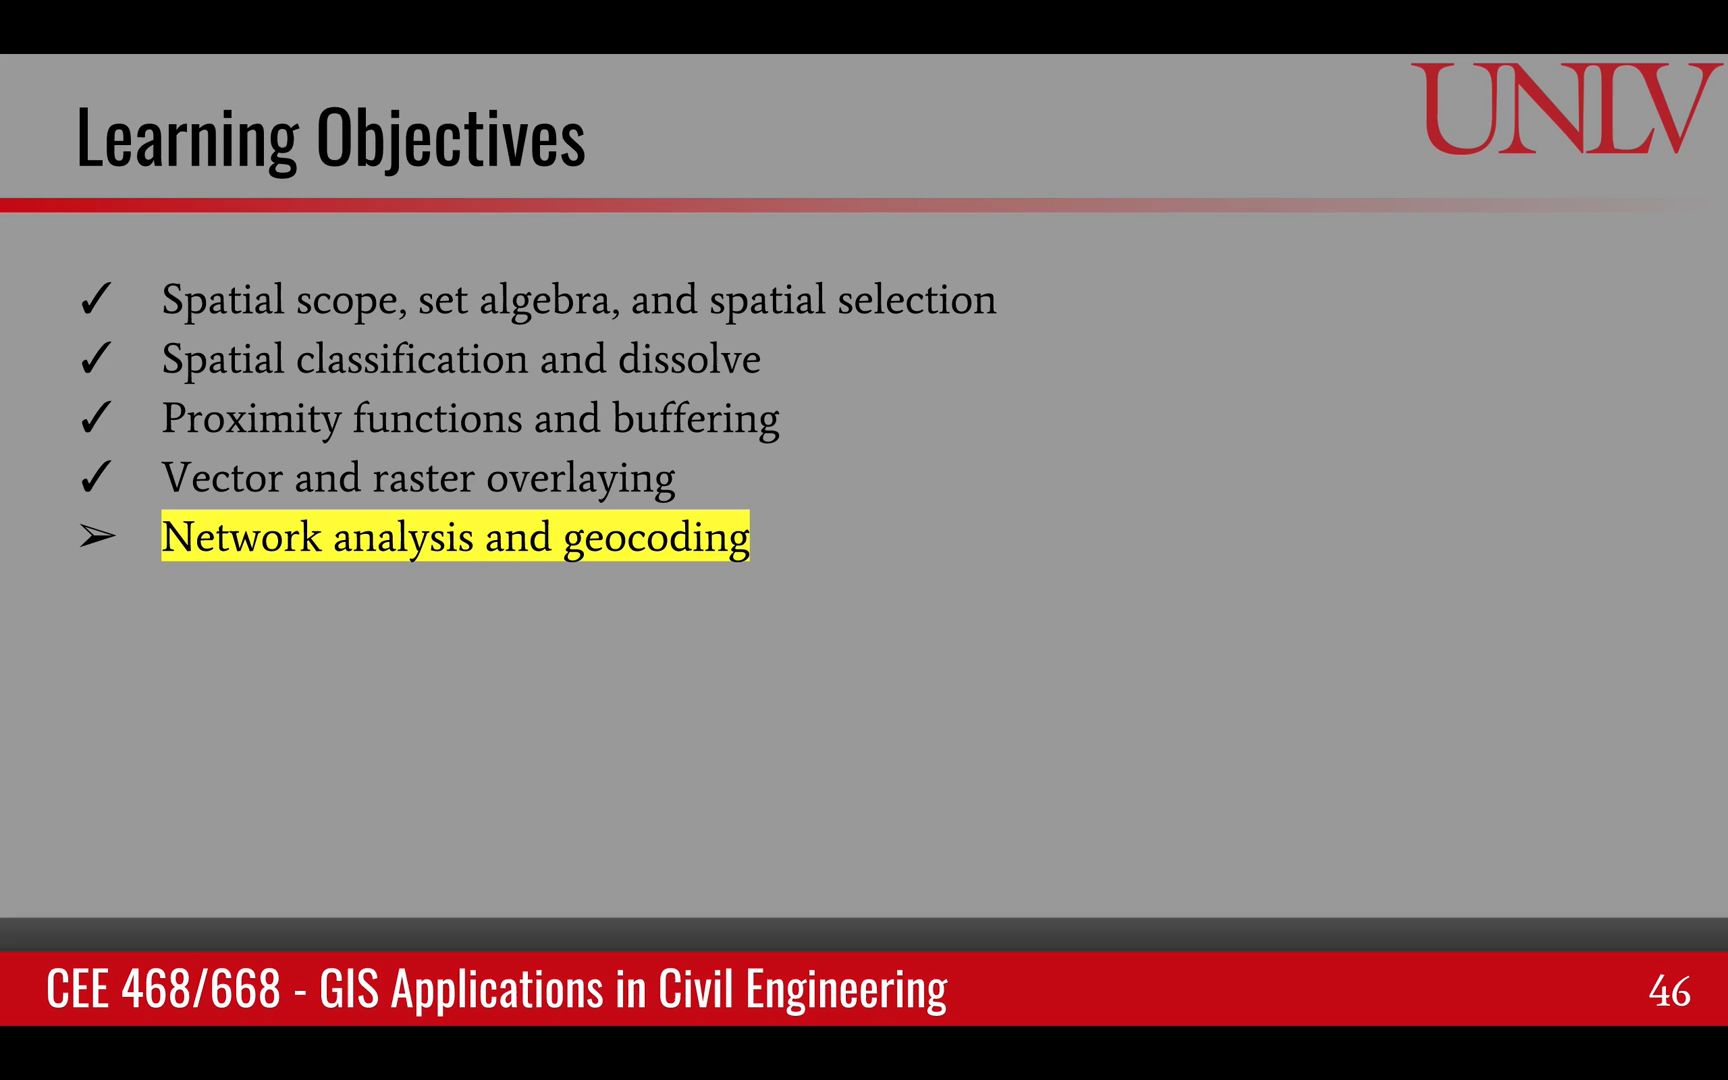 UNLV
Learning Objectives
✓ Spatial scope, set algebra, and spatial selection
✓ Spatial classification and dissolve
✓ Proximity functions and buffering
✓ Vector and raster overlaying
➢ Network analysis and geocoding
CEE 468/668 - GIS Applications in Civil Engineering
46